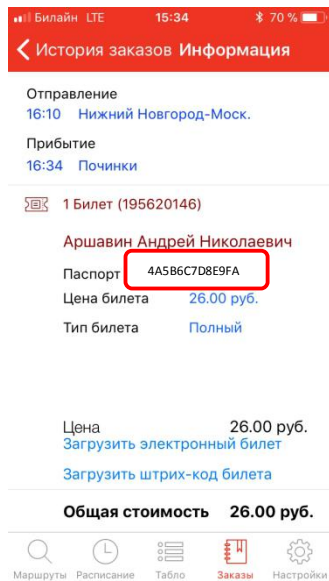 Билайн LTE 15:34 70 %
История заказов Информация
Отправление
16:10 Нижний Новгород-Моск.
Прибытие
16:34 Починки
1 Билет (195620146)
Аршавин Андрей Николаевич
Паспорт 4A5B6C7D8E9FA
Цена билета 26.00 руб.
Тип билета Полный
Цена 26.00 руб.
Загрузить электронный билет
Загрузить штрих-код билета
Общая стоимость 26.00 руб.
Маршруты Расписание Табло Заказы Настройки